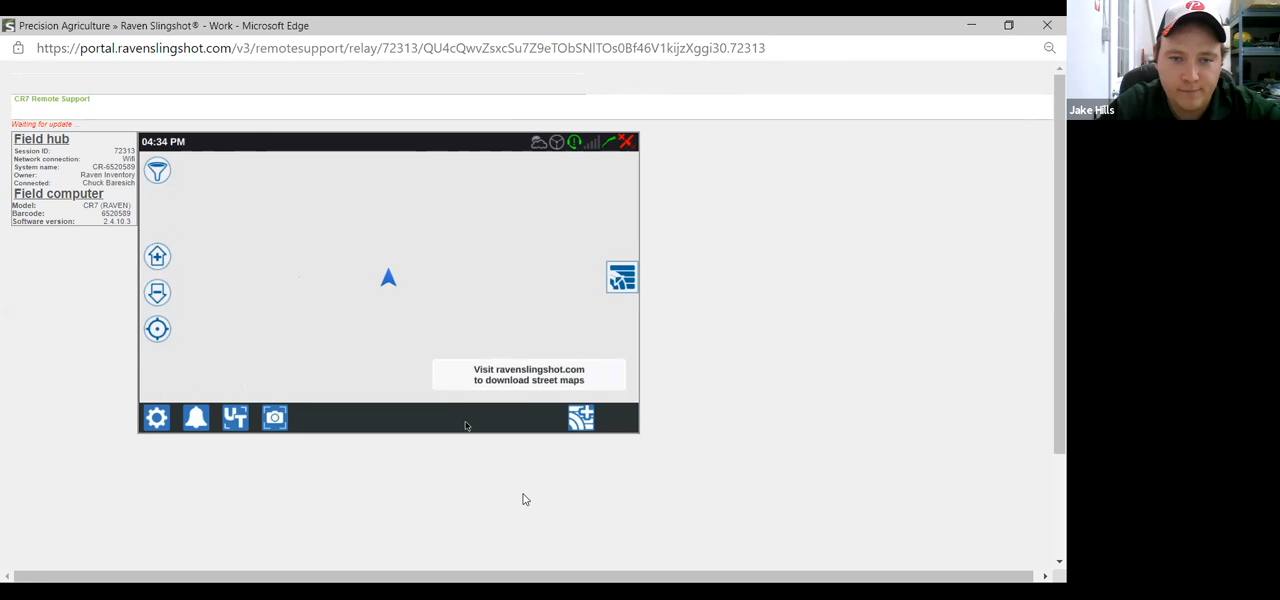 Precision Agriculture » Raven Slingshot® - Work - Microsoft Edge
https://portal.ravenslingshot.com/v3/remotesupport/relay/72313/QU4cQwvZsxcSu7Z9eTObSNlTOs0Bf46V1kijzXggi30.72313
Jake Hills
CR7 Remote Support
Waiting for update ...
Field hub
Session ID: 72313
Network connection: Wifi
System name: CR-6520589
Owner: Raven Inventory
Connected: Chuck Baresich
Field computer
Model: CR7 (RAVEN)
Barcode: 6520589
Software version: 2.4.10.3
04:34 PM
Visit ravenslingshot.com
to download street maps
UT